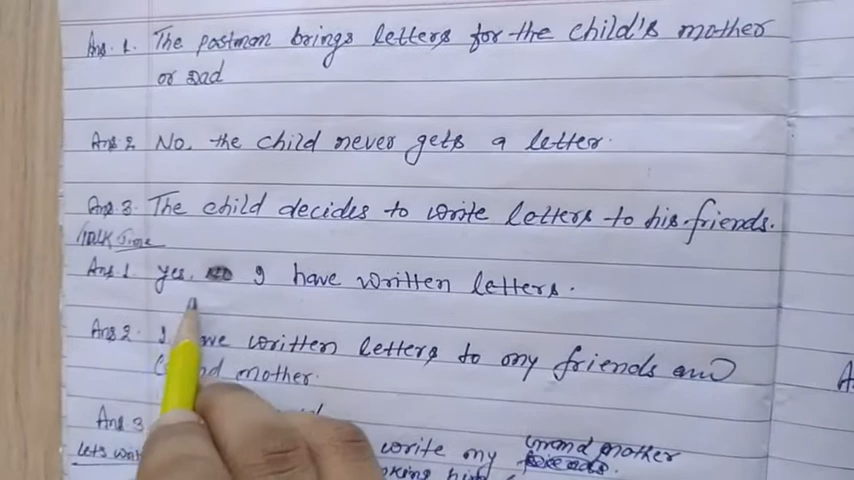 Ans. 1. The postman brings letters for the child's mother
or Dad
Ans. 2 No, the child never gets a letter.
Ans. 3. The child decides to write letters to his friends.
Talk Time
Ans. 1. Yes, I have written letters.
Ans 2. written letters to my friends and
mother.
Ans. 3
Lets write my Grand mother